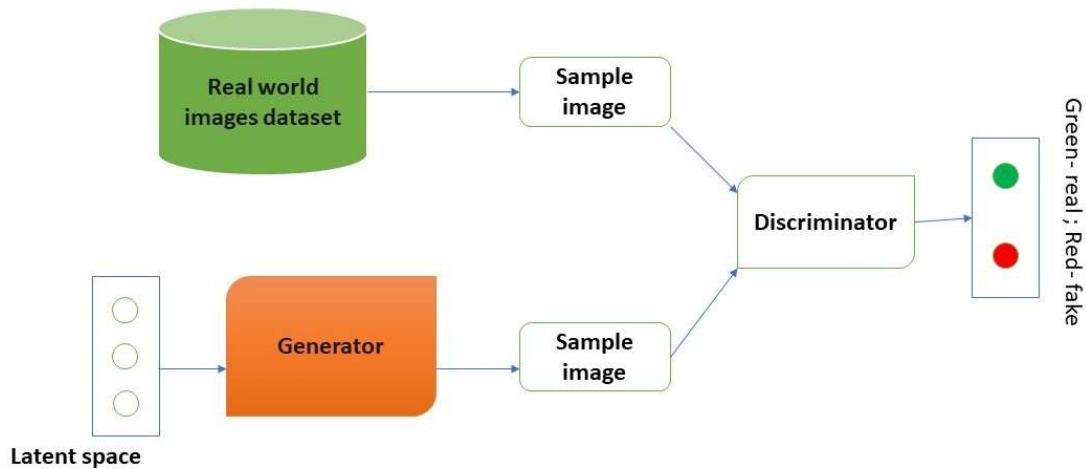 Real world
images dataset
Sample
image
Discriminator
Green- real ; Red- fake
Generator
Sample
image
Latent space